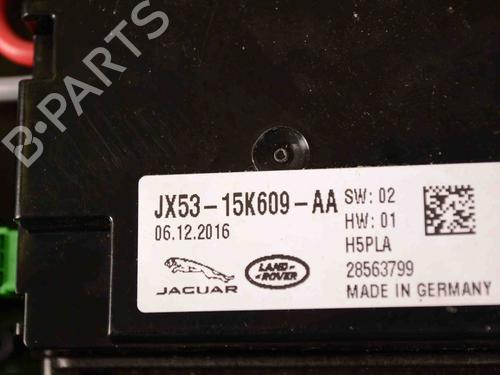 B-PARTS
JX53-15K609-AA
06.12.2016
SW: 02
HW: 01
H5PLA
28563799
MADE IN GERMANY
JAGUAR
LAND-
-ROVER